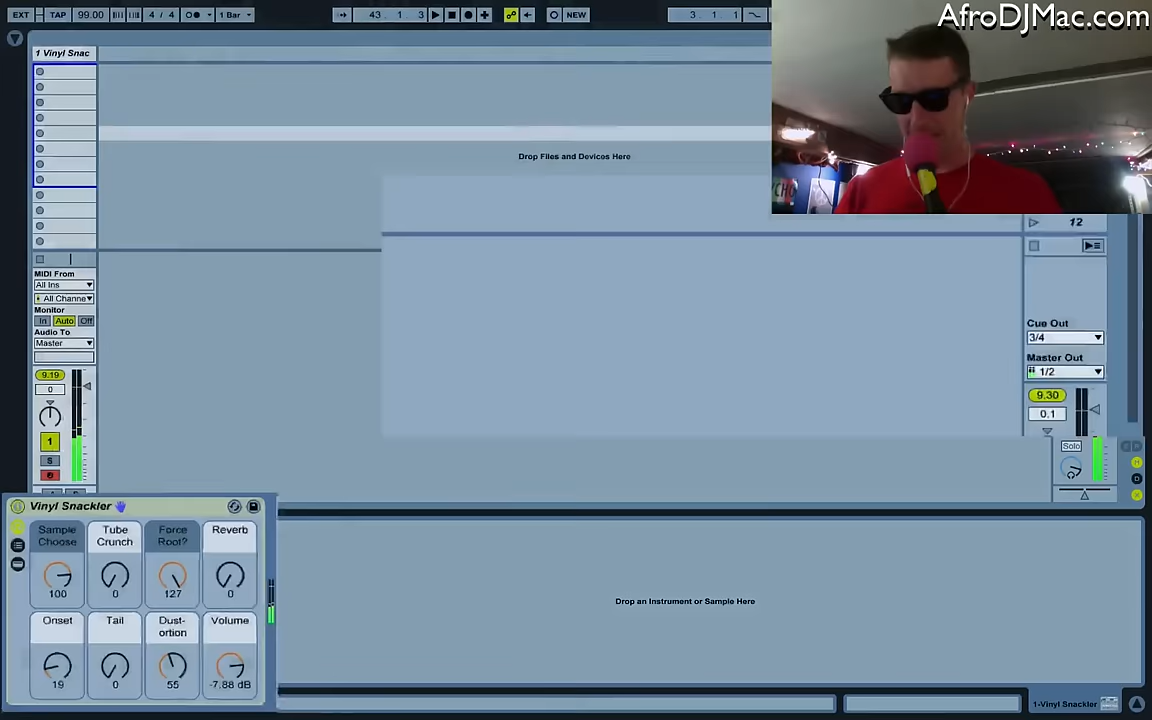 AfroDJMac.com
EXT TAP 99.00 4 / 4 1 Bar 43. 1. 3 NEW 3. 1. 1
1 Vinyl Snac
Drop Files and Devices Here
12
MIDI From
All Ins
All Channe
Monitor
In Auto Off
Audio To
Master
9.19
0
1
S
Cue Out
3/4
Master Out
1/2
9.30
0.1
Solo
Vinyl Snackler
Sample Choose
Tube Crunch
Force Root?
Reverb
100
0
127
0
Onset
Tail
Dust-ortion
Volume
19
0
55
-7.88 dB
Drop an Instrument or Sample Here
1-Vinyl Snackler